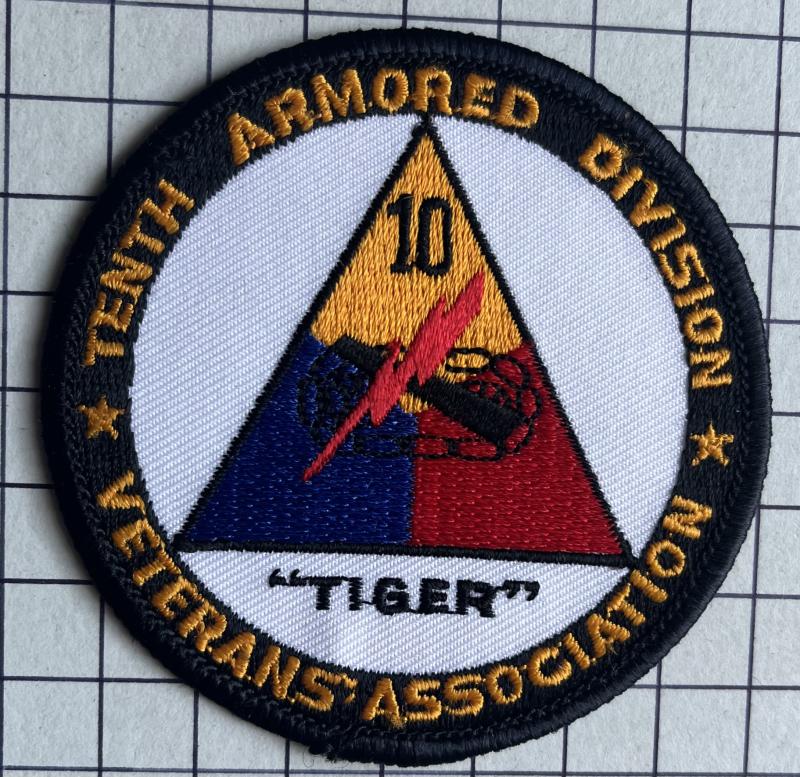 TENTH ARMORED DIVISION
10
"TIGER"
VETERANS ASSOCIATION